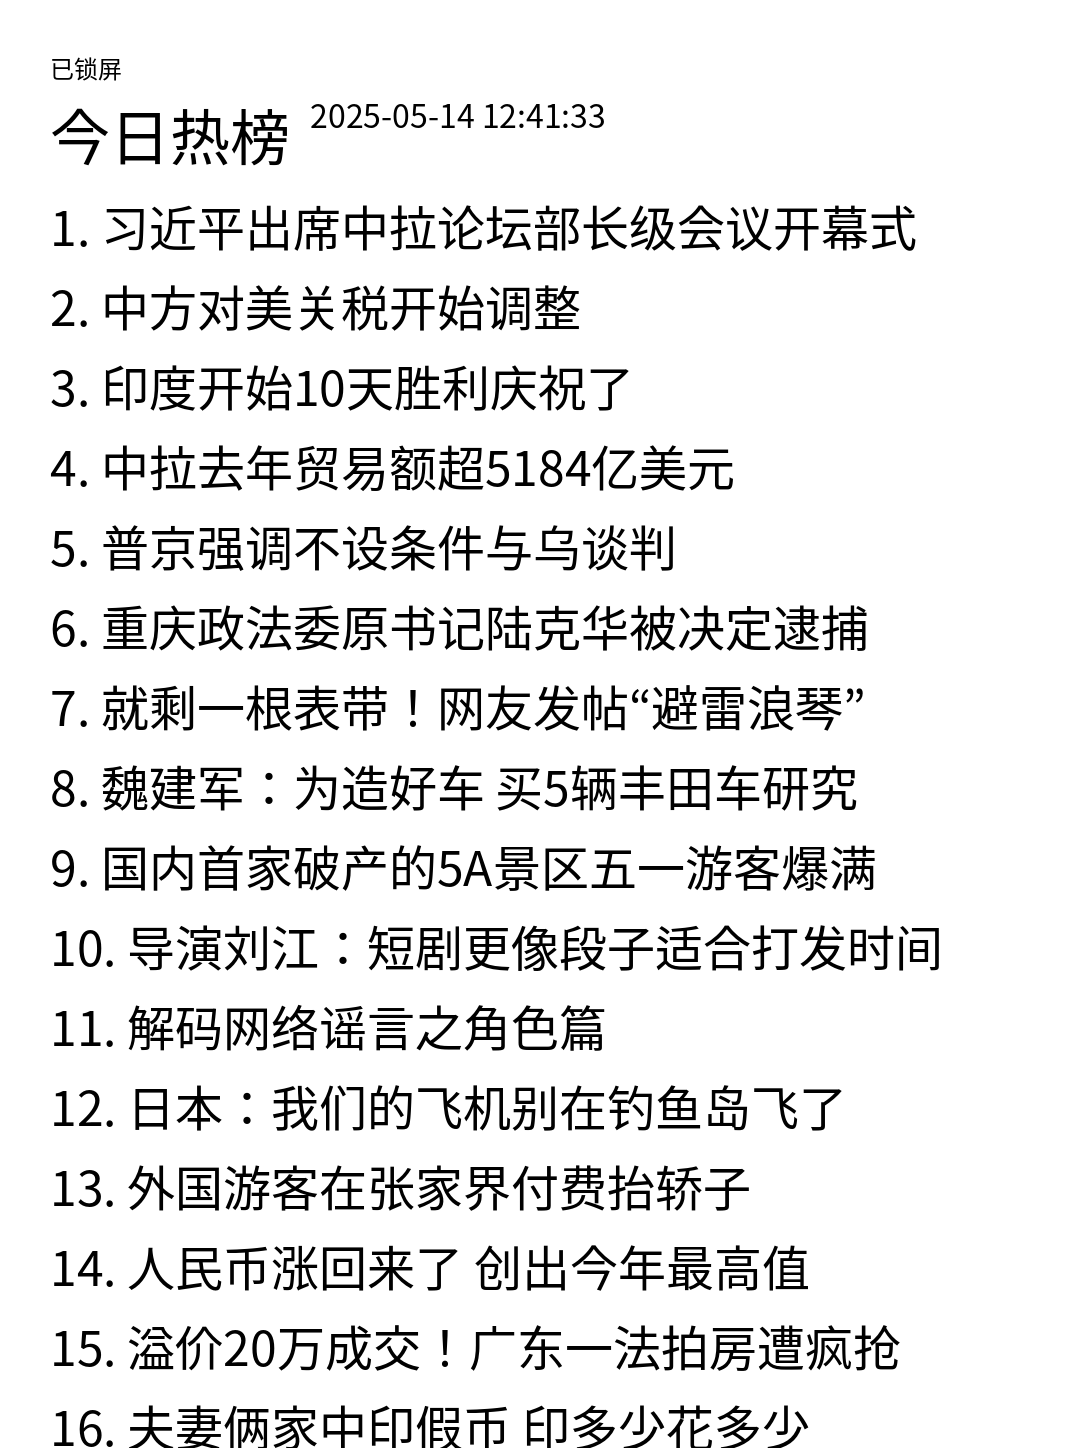 已锁屏
今日热榜 2025-05-14 12:41:33
1. 习近平出席中拉论坛部长级会议开幕式
2. 中方对美关税开始调整
3. 印度开始10天胜利庆祝了
4. 中拉去年贸易额超5184亿美元
5. 普京强调不设条件与乌谈判
6. 重庆政法委原书记陆克华被决定逮捕
7. 就剩一根表带！网友发帖“避雷浪琴”
8. 魏建军：为造好车 买5辆丰田车研究
9. 国内首家破产的5A景区五一游客爆满
10. 导演刘江：短剧更像段子适合打发时间
11. 解码网络谣言之角色篇
12. 日本：我们的飞机别在钓鱼岛飞了
13. 外国游客在张家界付费抬轿子
14. 人民币涨回来了 创出今年最高值
15. 溢价20万成交！广东一法拍房遭疯抢
16. 夫妻俩家中印假币 印多少花多少